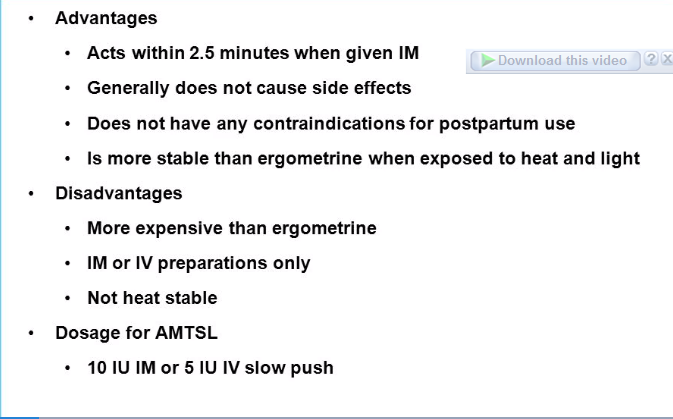 • Advantages
• Acts within 2.5 minutes when given IM
Download this video ? X
• Generally does not cause side effects
• Does not have any contraindications for postpartum use
• Is more stable than ergometrine when exposed to heat and light
• Disadvantages
• More expensive than ergometrine
• IM or IV preparations only
• Not heat stable
• Dosage for AMTSL
• 10 IU IM or 5 IU IV slow push